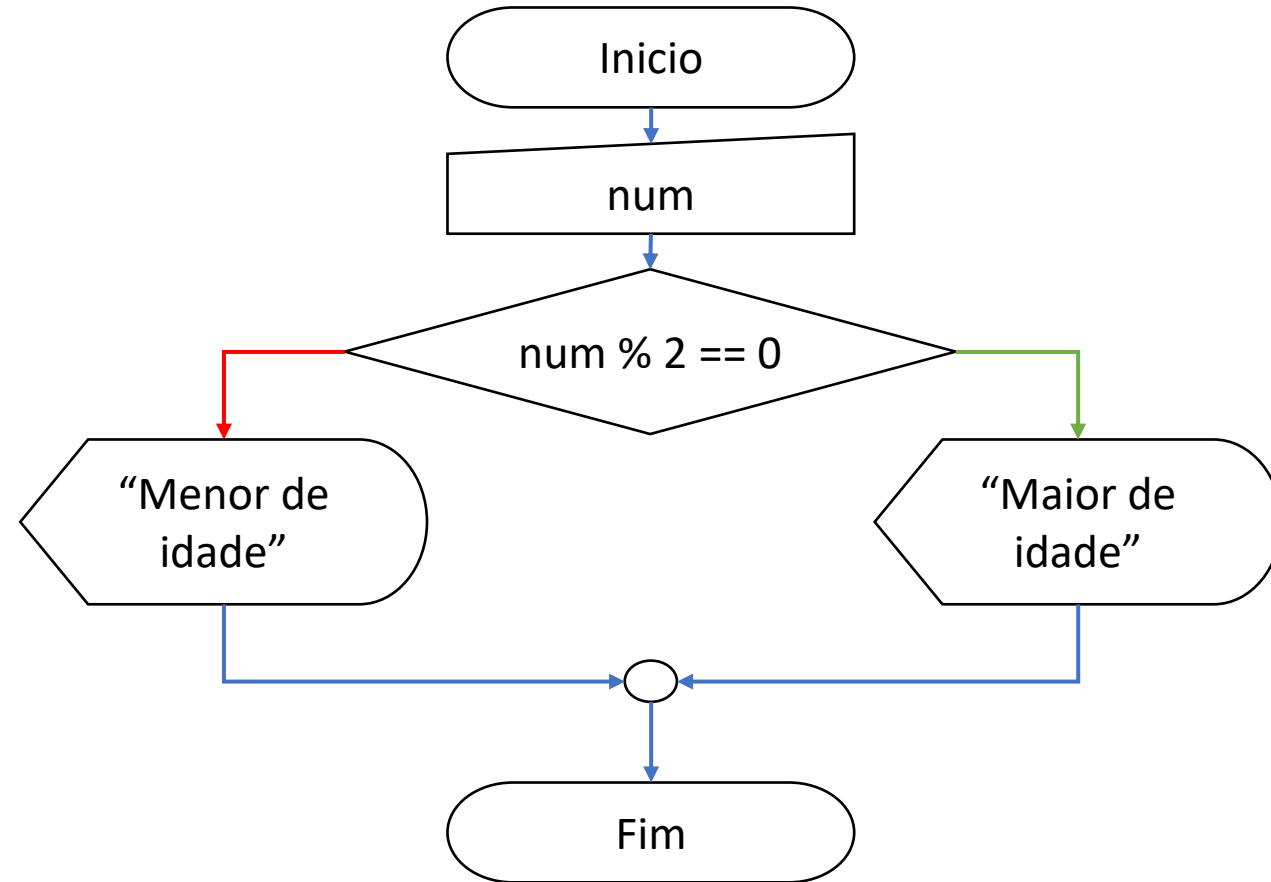 Inicio
num
num % 2 == 0
“Menor de
idade”
“Maior de
idade”
Fim